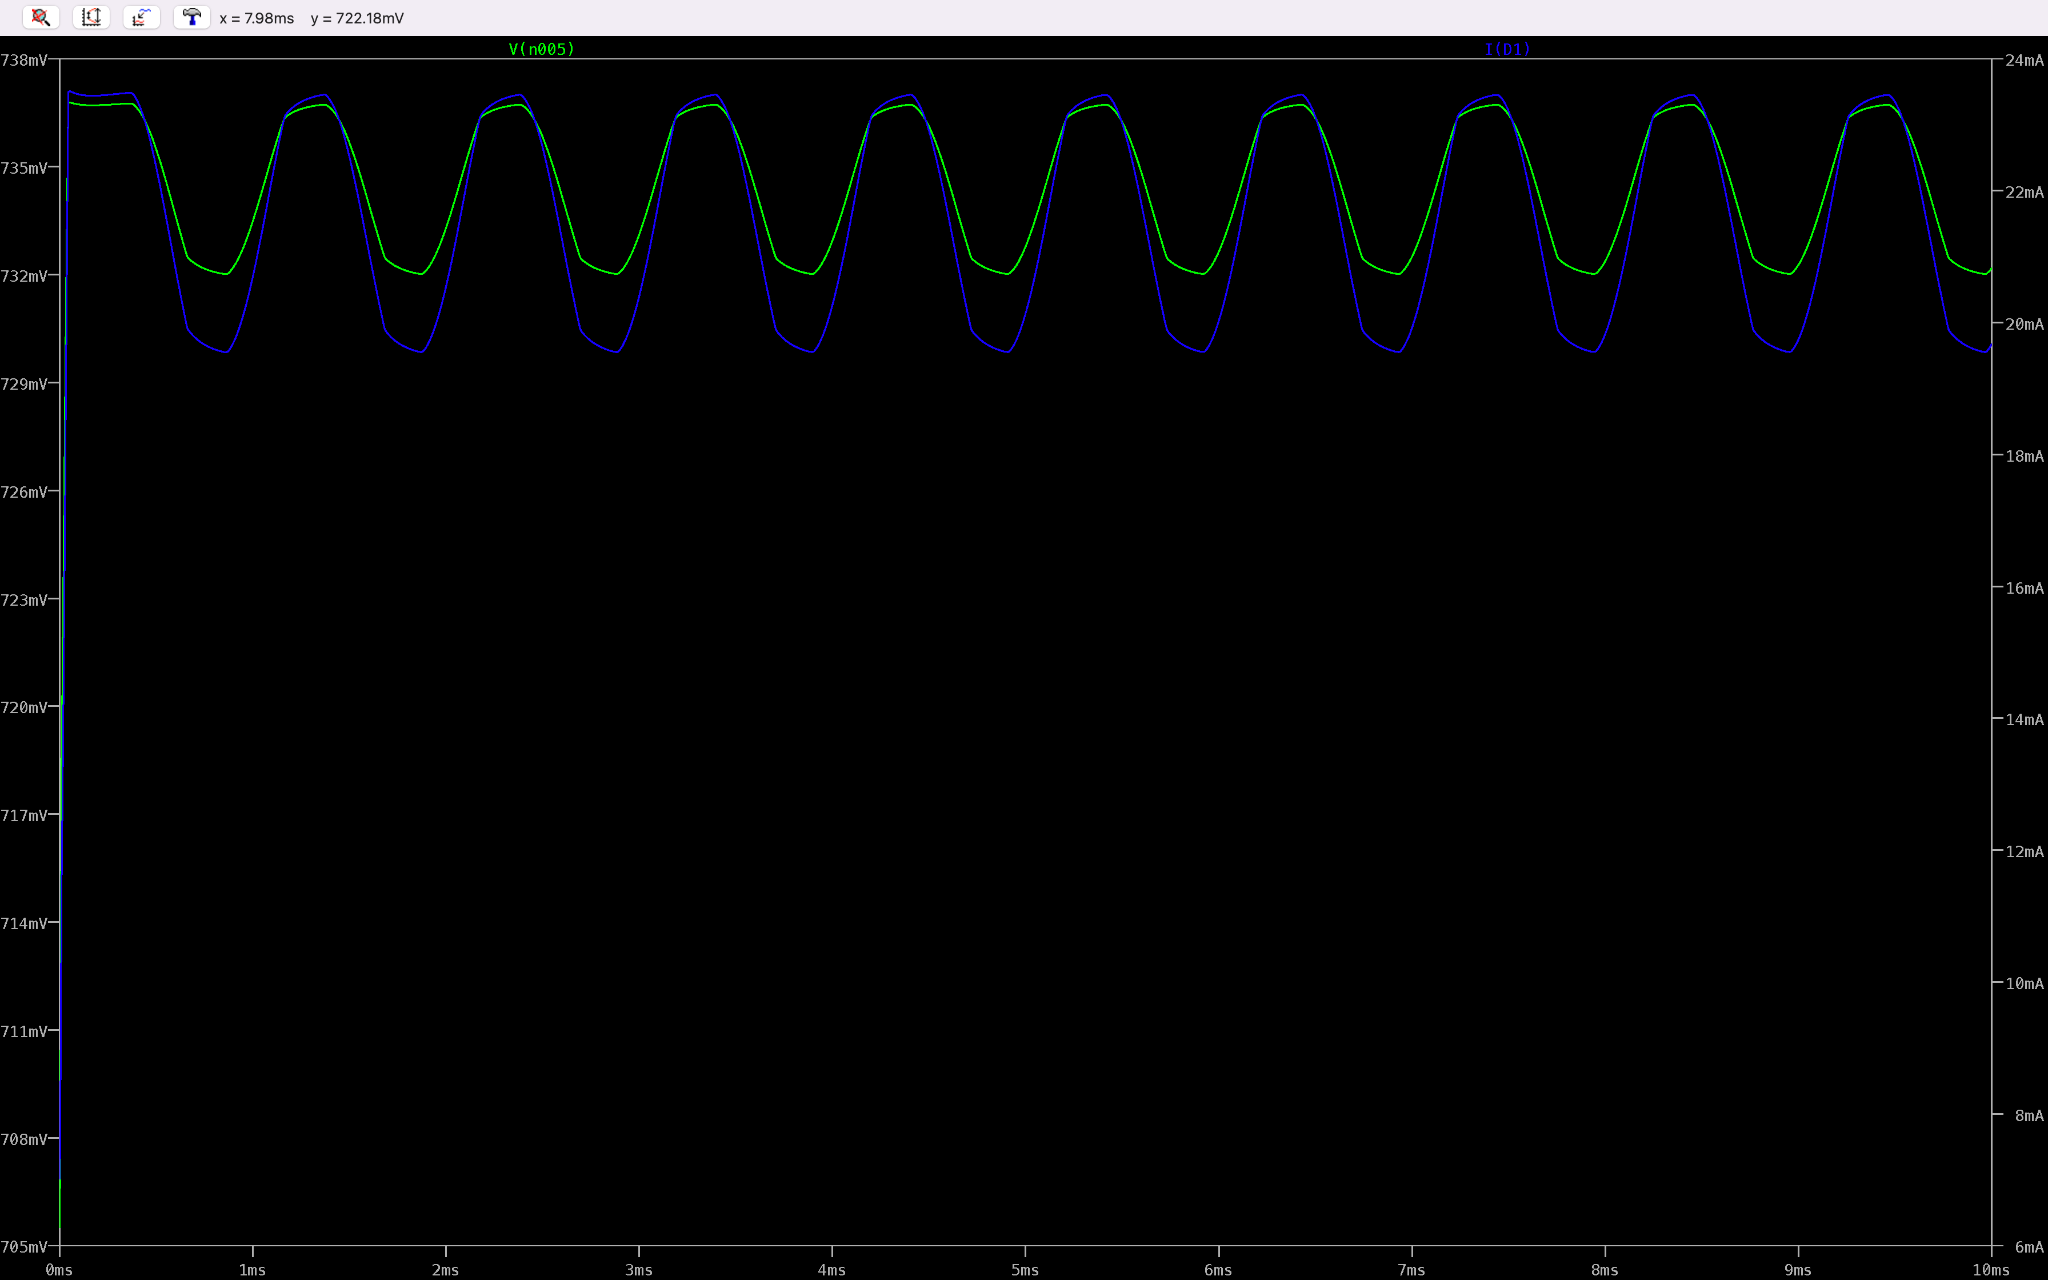 x = 7.98ms y = 722.18mV
V(n005) I(D1)
738mV 24mA
735mV
22mA
732mV
20mA
729mV
18mA
726mV
16mA
723mV
14mA
720mV
12mA
717mV
10mA
714mV
8mA
711mV
708mV
705mV 6mA
0ms 1ms 2ms 3ms 4ms 5ms 6ms 7ms 8ms 9ms 10ms